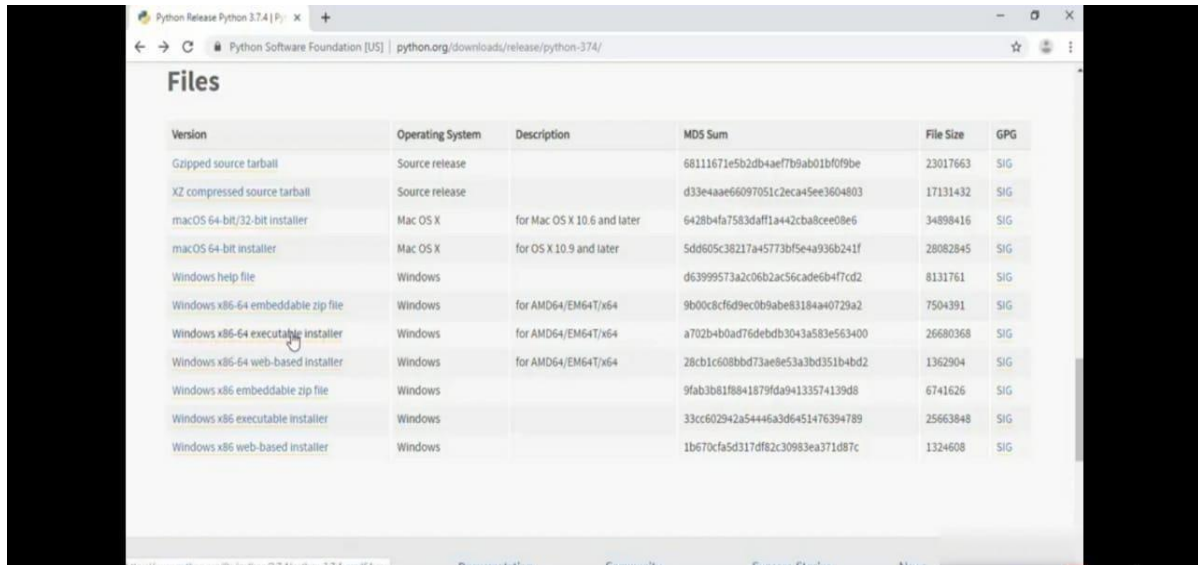 Python Release Python 3.7.4 | Py
Python Software Foundation [US] | python.org/downloads/release/python-374/
Files
Version Operating System Description MD5 Sum File Size GPG
Gzipped source tarball Source release 68111671e5b2db4aef7b9ab01bf0f9be 23017663 SIG
XZ compressed source tarball Source release d33e4aae66097051c2eca45ee3604803 17131432 SIG
macOS 64-bit/32-bit installer Mac OS X for Mac OS X 10.6 and later 6428b4fa7583daff1a442cba8cee08e6 34898416 SIG
macOS 64-bit installer Mac OS X for OS X 10.9 and later 5dd605c38217a45773bf5e4a936b241f 28082845 SIG
Windows help file Windows d63999573a2c06b2ac56cade6b4f7cd2 8131761 SIG
Windows x86-64 embeddable zip file Windows for AMD64/EM64T/x64 9b00c8cf6d9ec0b9abe83184a40729a2 7504391 SIG
Windows x86-64 executable installer Windows for AMD64/EM64T/x64 a702b4b0ad76debdb3043a583e563400 26680368 SIG
Windows x86-64 web-based installer Windows for AMD64/EM64T/x64 28cb1c608bbd73ae8e53a3bd351b4bd2 1362904 SIG
Windows x86 embeddable zip file Windows 9fab3b81f8841879fda94133574139d8 6741626 SIG
Windows x86 executable installer Windows 33cc602942a54446a3d6451476394789 25663848 SIG
Windows x86 web-based installer Windows 1b670cfa5d317df82c30983ea371d87c 1324608 SIG